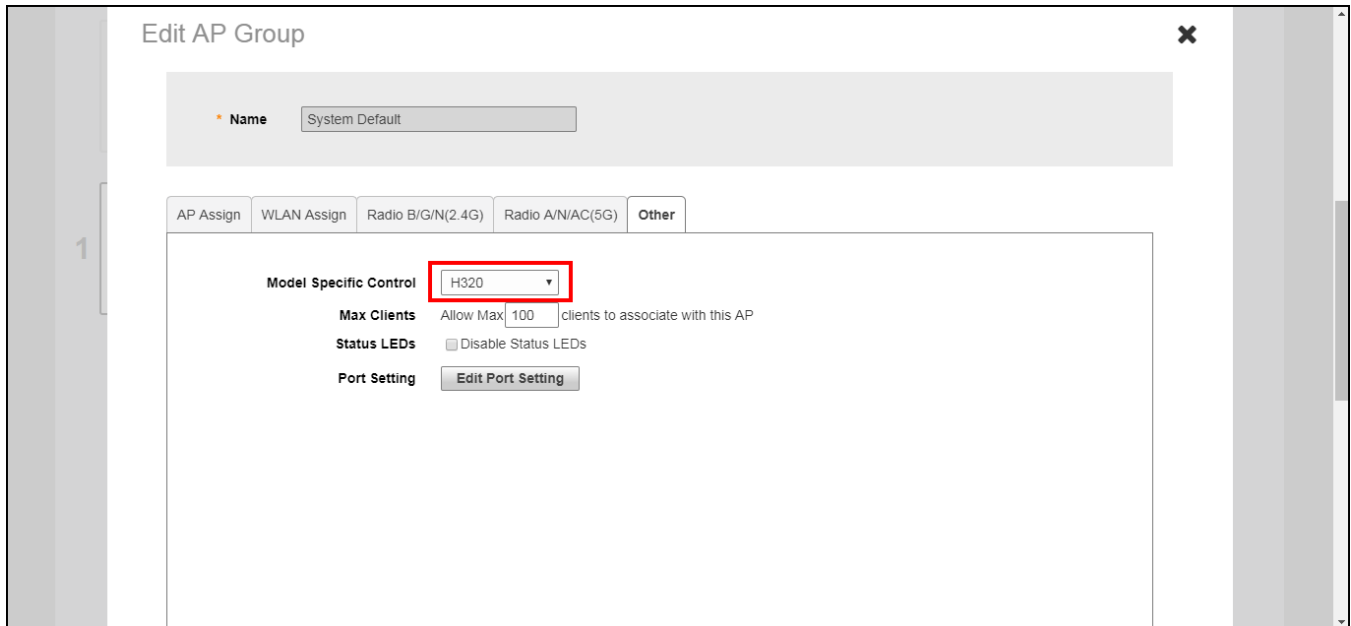 Edit AP Group
* Name System Default
AP Assign WLAN Assign Radio B/G/N(2.4G) Radio A/N/AC(5G) Other
1
Model Specific Control H320
Max Clients Allow Max 100 clients to associate with this AP
Status LEDs Disable Status LEDs
Port Setting Edit Port Setting